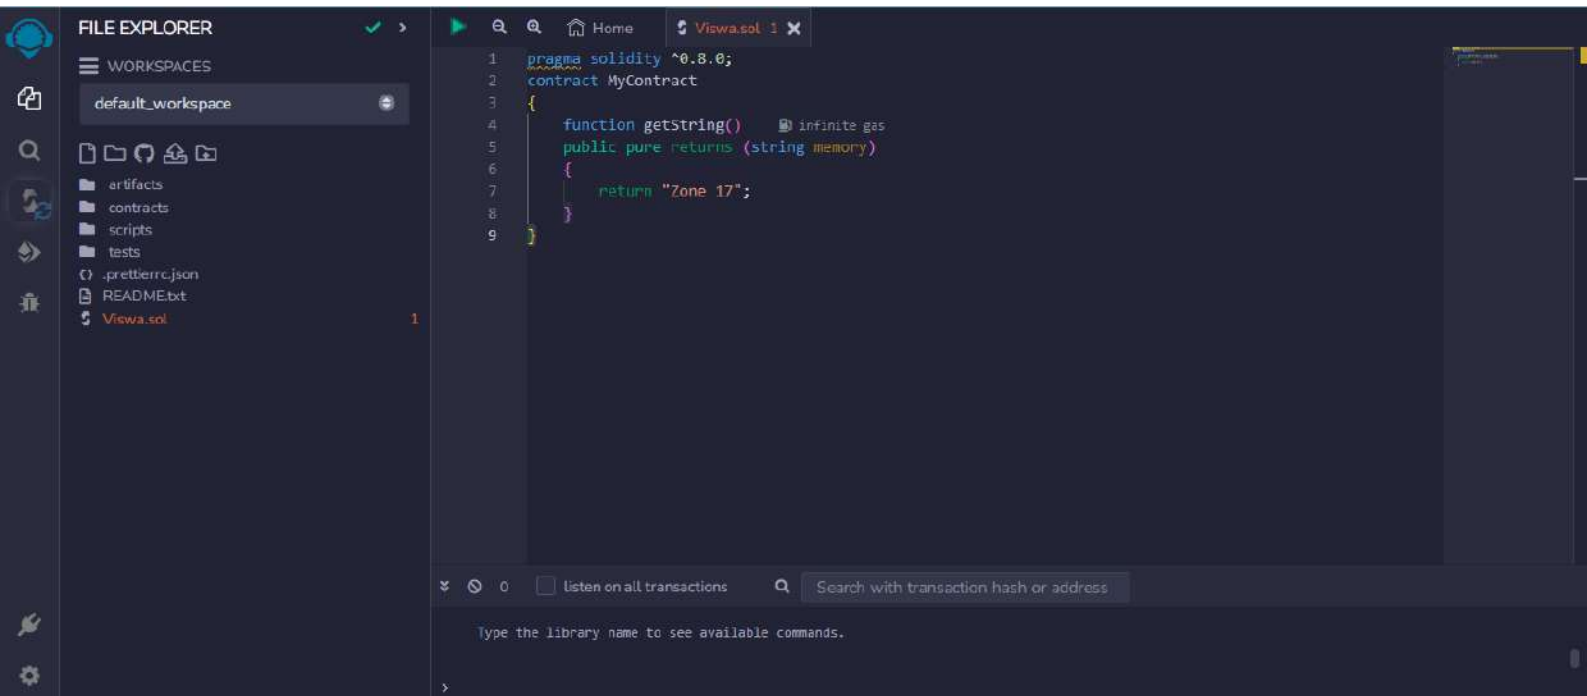 FILE EXPLORER
WORKSPACES
default_workspace
artifacts
contracts
scripts
tests
{} .prettierrc.json
README.txt
Viswa.sol 1
Home Viswa.sol 1
1 pragma solidity ^0.8.0;
2 contract MyContract
3 {
4 function getString() infinite gas
5 public pure returns (string memory)
6 {
7 return "Zone 17";
8 }
9 }
0 listen on all transactions Search with transaction hash or address
Type the library name to see available commands.
>